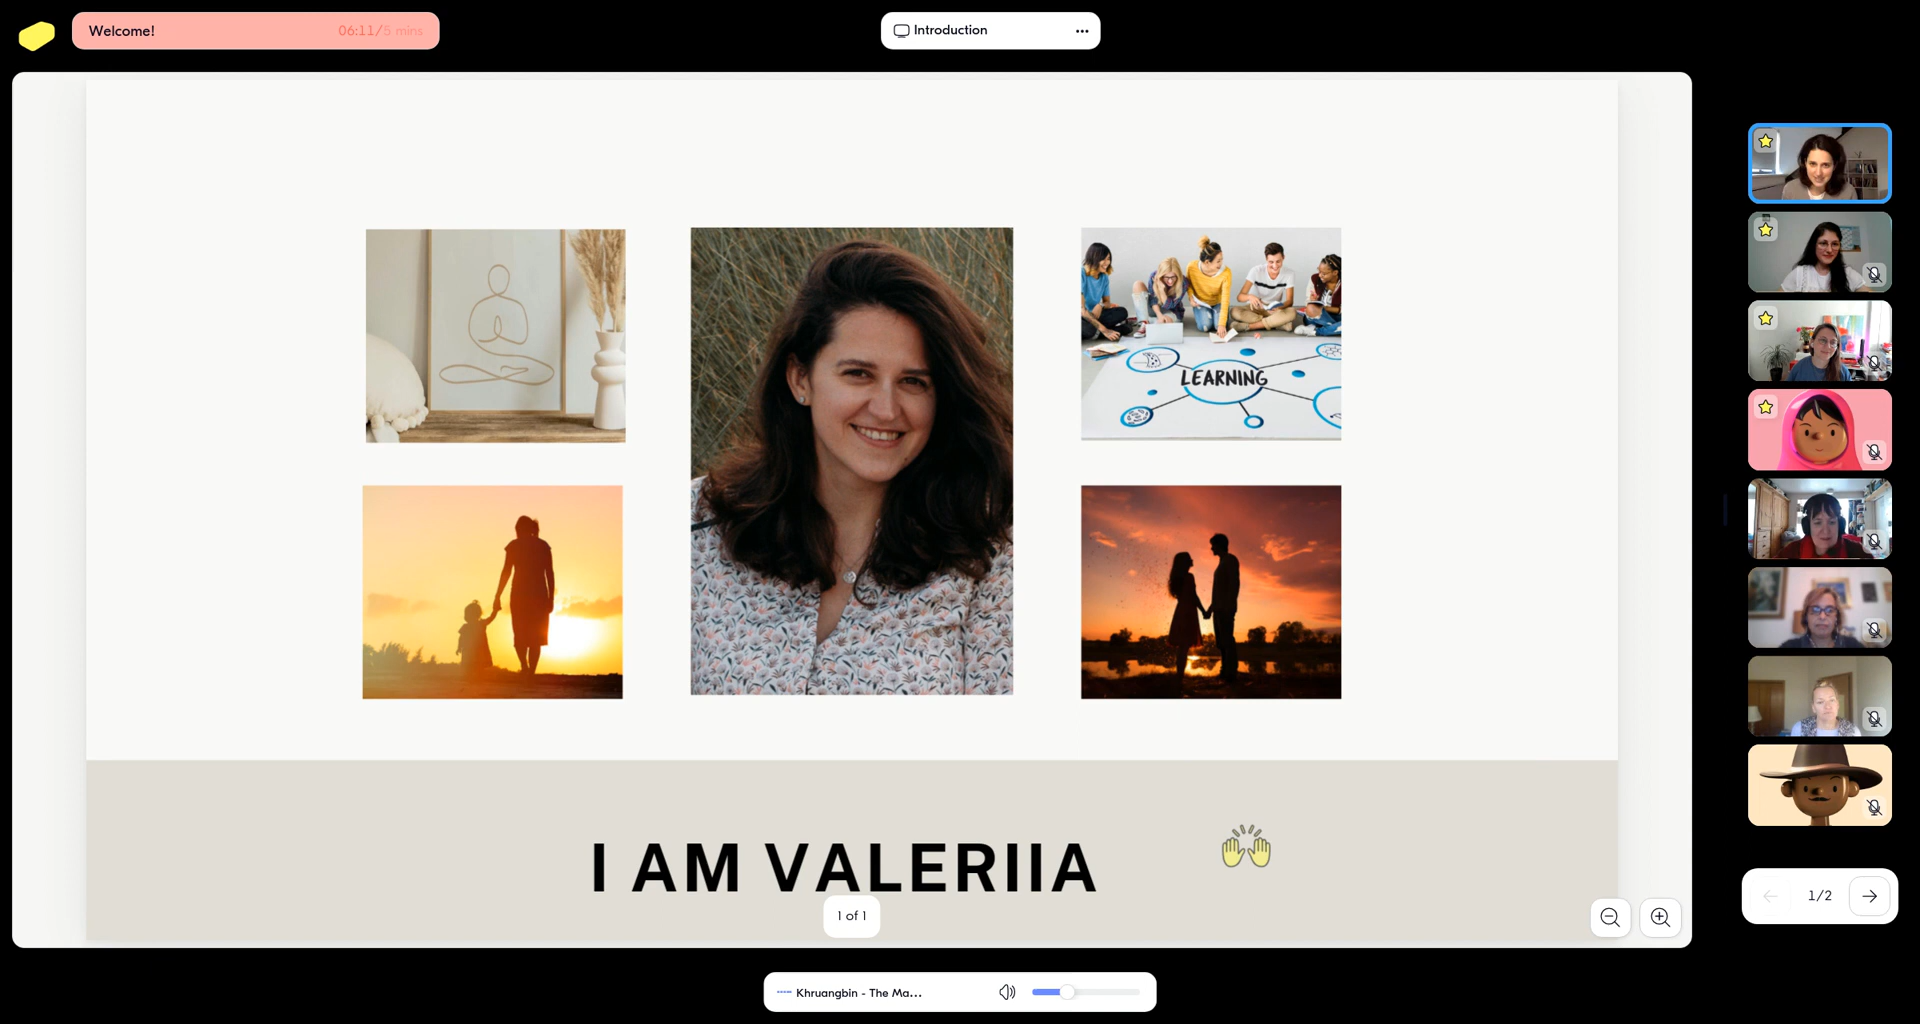 Welcome!
06:11/5 mins
Introduction
LEARNING
I AM VALERIIA
1 of 1
1/2
Khruangbin - The Ma...